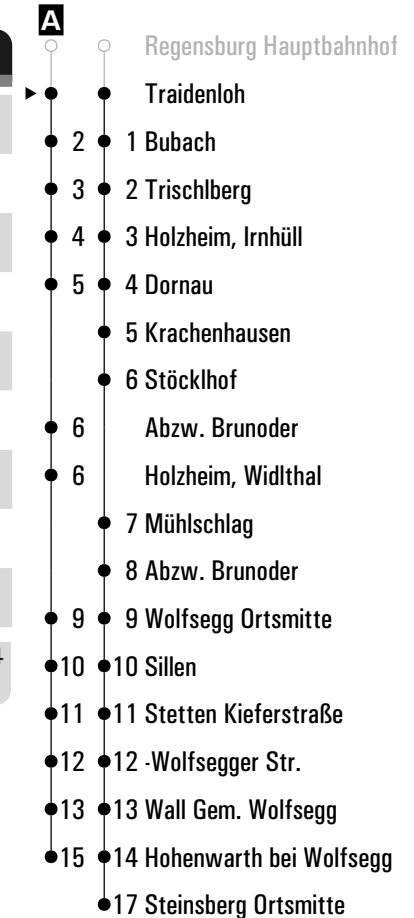 A
Regensburg Hauptbahnhof
Traidenloh
2 1 Bubach
3 2 Trischlberg
4 3 Holzheim, Irnhüll
5 4 Dornau
5 Krachenhausen
6 Stöcklhof
6 Abzw. Brunoder
6 Holzheim, Widlthal
7 Mühlschlag
8 Abzw. Brunoder
9 9 Wolfsegg Ortsmitte
10 10 Sillen
11 11 Stetten Kieferstraße
12 12 -Wolfsegger Str.
13 13 Wall Gem. Wolfsegg
15 14 Hohenwarth bei Wolfsegg
17 Steinsberg Ortsmitte